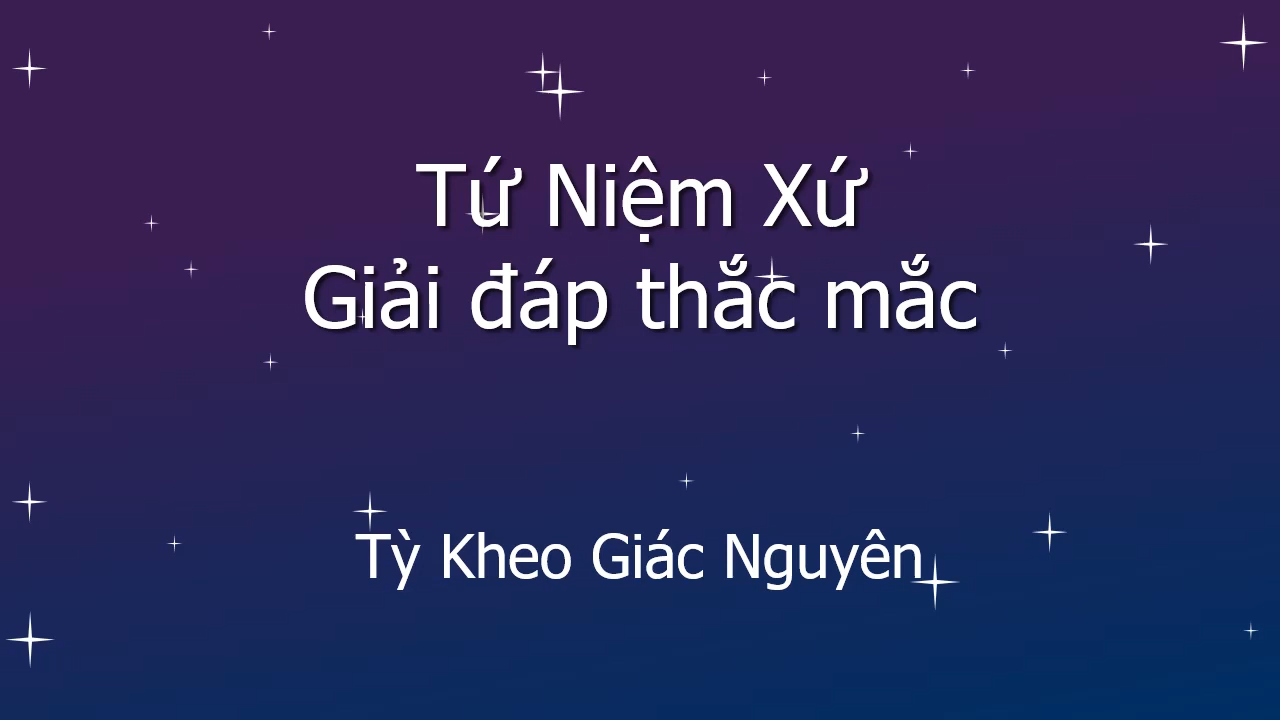 Tứ Niệm Xứ
Giải đáp thắc mắc
Tỳ Kheo Giác Nguyên